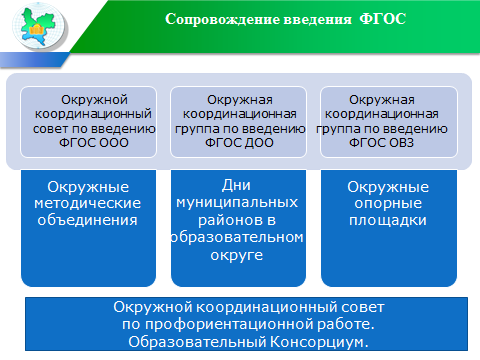 Сопровождение введения ФГОС
Окружной
координационный
совет по введению
ФГОС ООО
Окружная
координационная
группа по введению
ФГОС ДОО
Окружная
координационная
группа по введению
ФГОС ОВЗ
Окружные
методические
объединения
Дни
муниципальных
районов в
образовательном
округе
Окружные
опорные
площадки
Окружной координационный совет
по профориентационной работе.
Образовательный Консорциум.